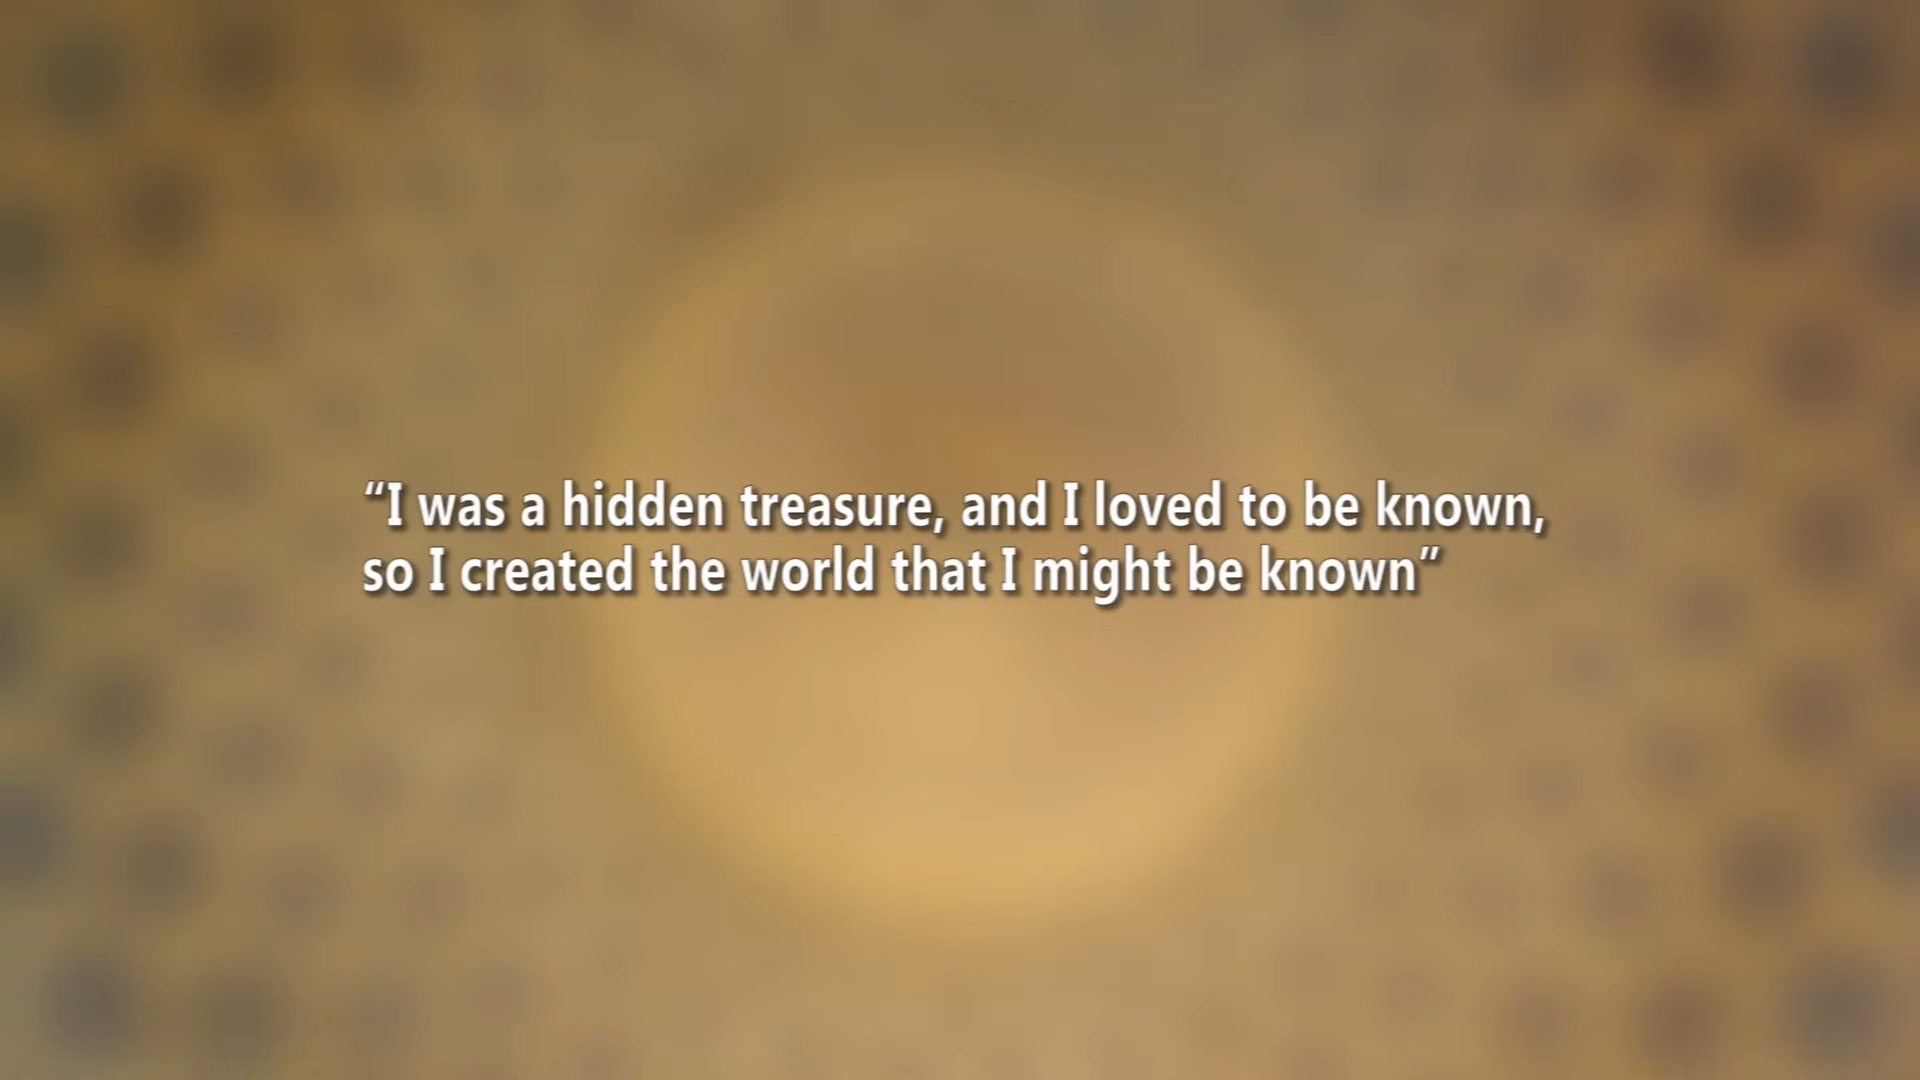 “I was a hidden treasure, and I loved to be known,
so I created the world that I might be known”